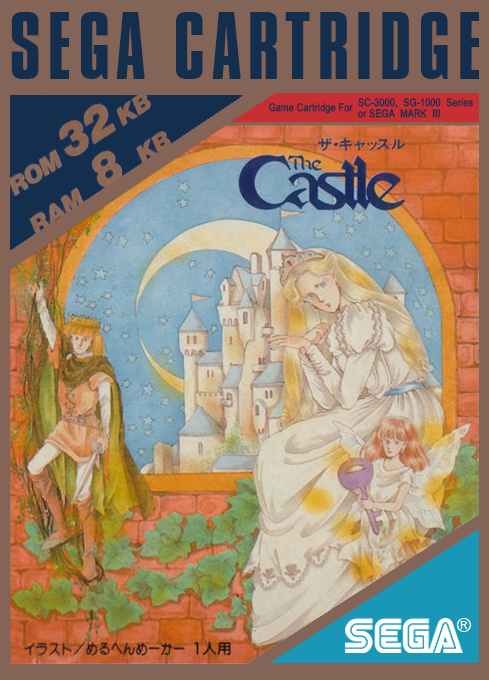 SEGA CARTRIDGE
ROM 32 KB
RAM 8 KB
Game Cartridge For SC-3000, SG-1000 Series
or SEGA MARK III
ザ・キャッスル
The
Castle
イラスト/めるへんめーかー 1人用
SEGA®